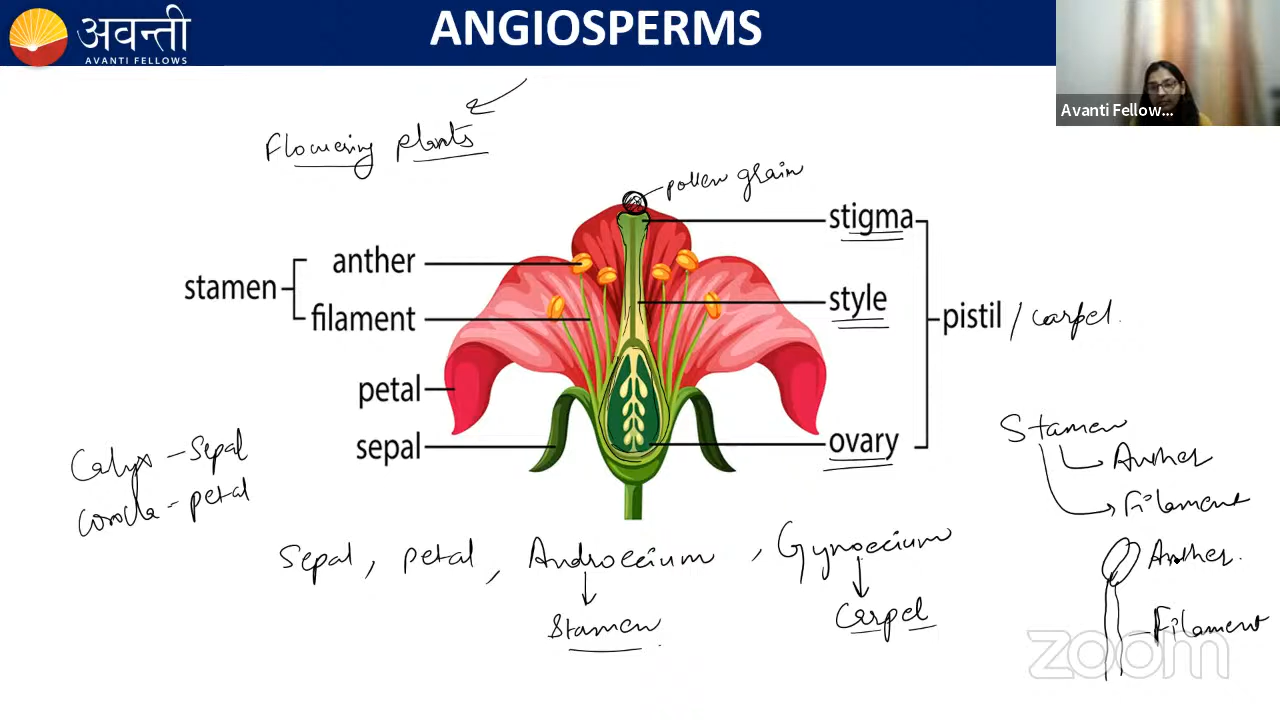 ANGIOSPERMS
अवन्ती
AVANTI FELLOWS
Avanti Fellow...
Flowering plants
pollen grain
stigma
anther
stamen
style
filament
pistil / carpel.
petal
sepal
ovary
Stamen
Anther
Filament
Calyx - Sepal
Corolla - petal
Sepal, petal, Androecium, Gynoecium
Stamen
Carpel
Anther.
Filament
zoom